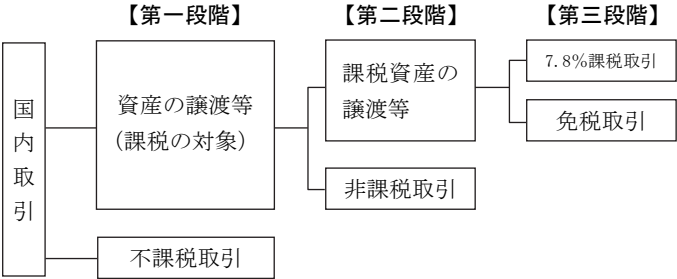 【第一段階】 【第二段階】 【第三段階】
国内取引
資産の譲渡等
(課税の対象)
不課税取引
課税資産の
譲渡等
非課税取引
7.8%課税取引
免税取引